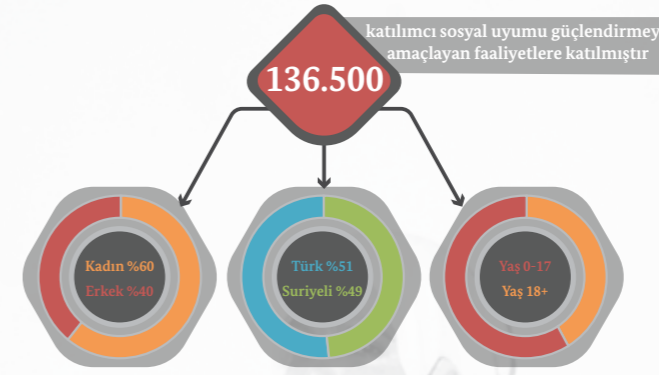 katılımcı sosyal uyumu güçlendirmey
amaçlayan faaliyetlere katılmıştır
136.500
Kadın %60
Erkek %40
Türk %51
Suriyeli %49
Yaş 0-17
Yaş 18+